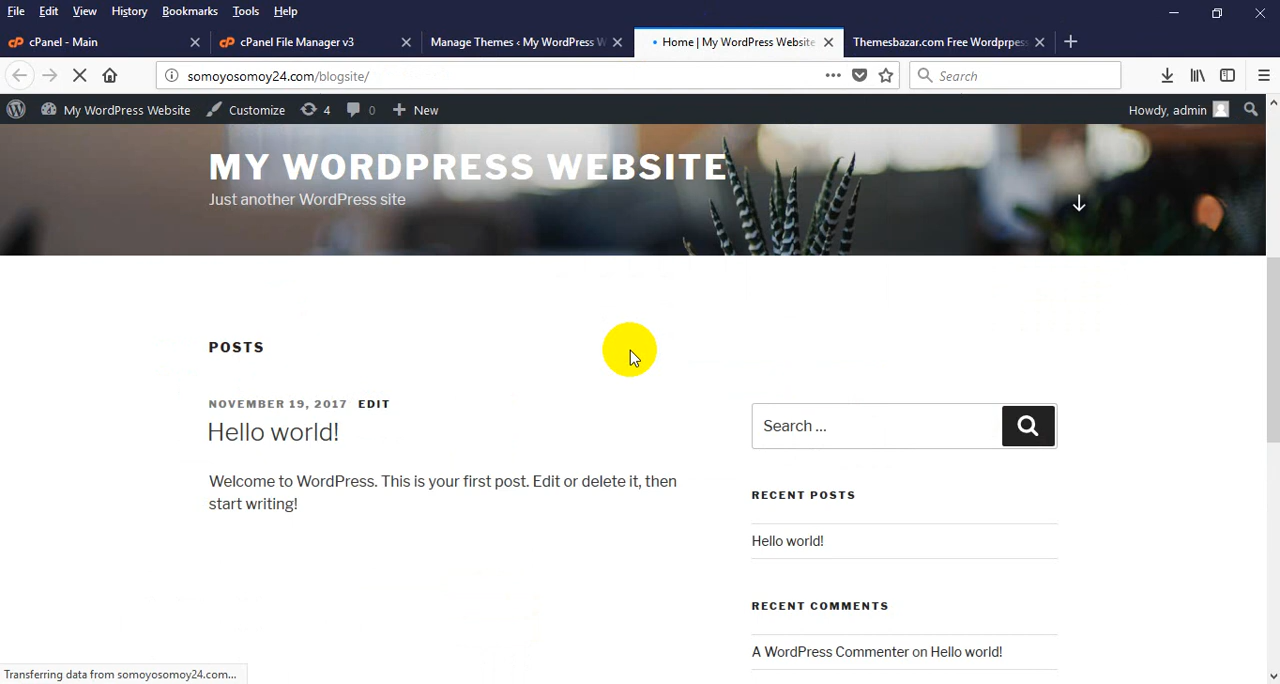 File Edit View History Bookmarks Tools Help
cPanel - Main
cPanel File Manager v3
Manage Themes ‹ My WordPress W
Home | My WordPress Website
Themesbazar.com Free Wordprpess
somoyosomoy24.com/blogsite/
Search
My WordPress Website
Customize
4
0
New
Howdy, admin
MY WORDPRESS WEBSITE
Just another WordPress site
POSTS
NOVEMBER 19, 2017 EDIT
Hello world!
Welcome to WordPress. This is your first post. Edit or delete it, then
start writing!
Search ...
RECENT POSTS
Hello world!
RECENT COMMENTS
A WordPress Commenter on Hello world!
Transferring data from somoyosomoy24.com...